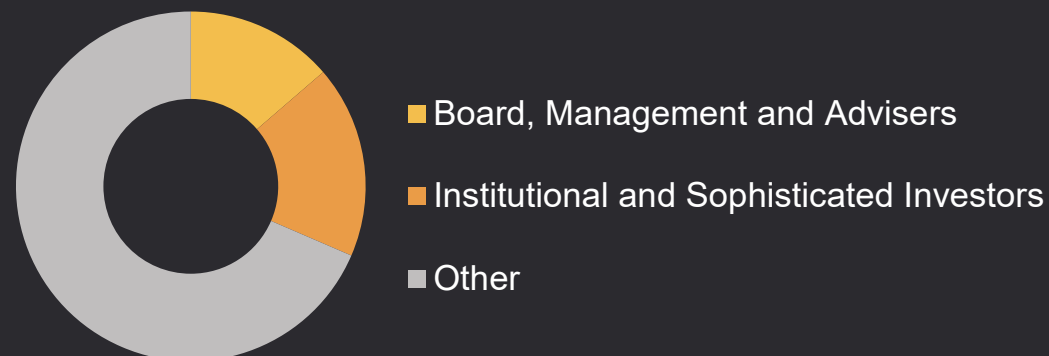 Board, Management and Advisers
Institutional and Sophisticated Investors
Other